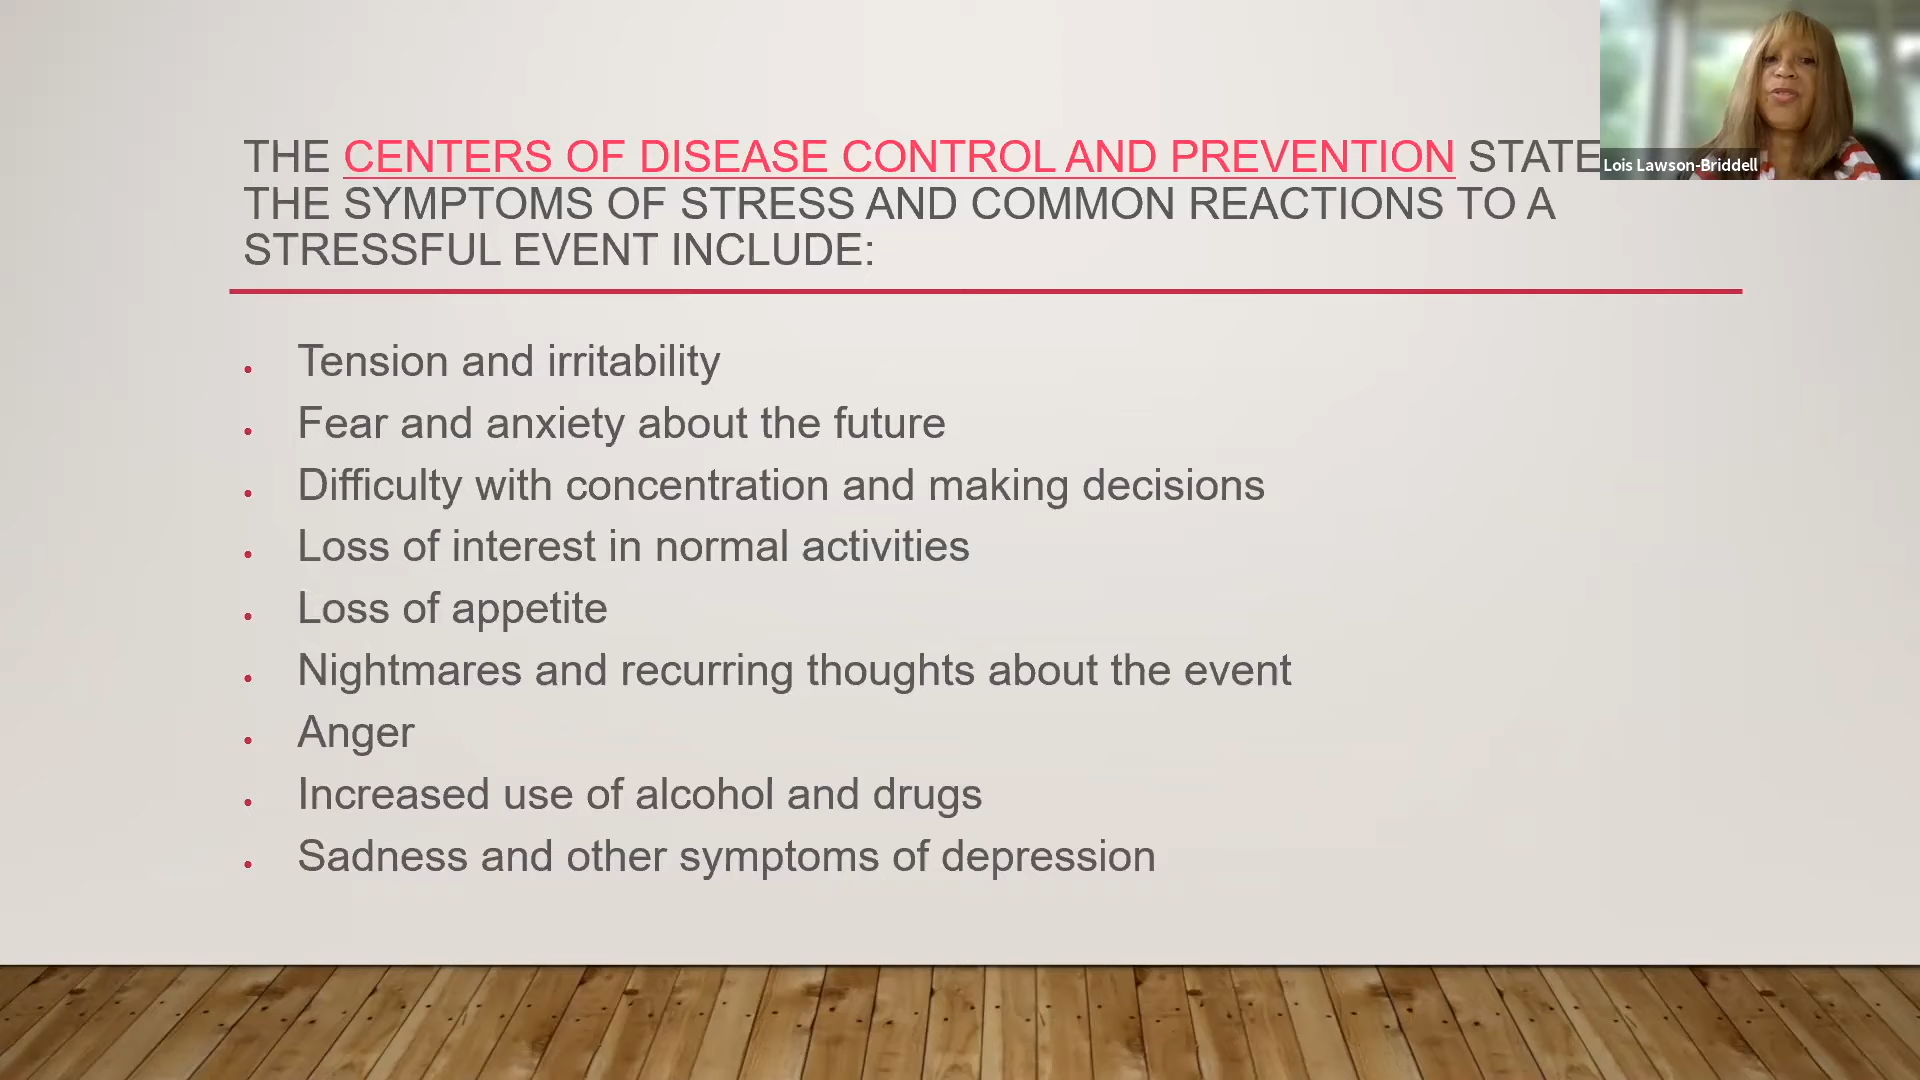 THE CENTERS OF DISEASE CONTROL AND PREVENTION STATE
THE SYMPTOMS OF STRESS AND COMMON REACTIONS TO A
STRESSFUL EVENT INCLUDE:
• Tension and irritability
• Fear and anxiety about the future
• Difficulty with concentration and making decisions
• Loss of interest in normal activities
• Loss of appetite
• Nightmares and recurring thoughts about the event
• Anger
• Increased use of alcohol and drugs
• Sadness and other symptoms of depression
Lois Lawson-Briddell